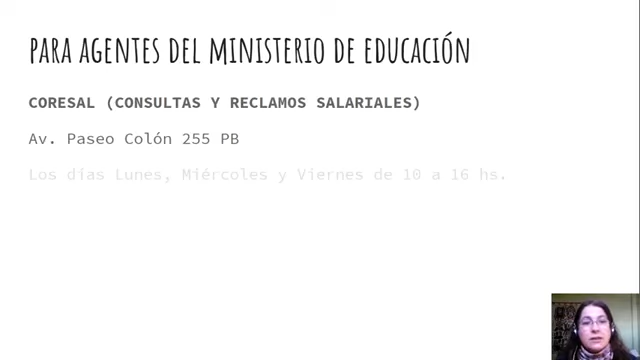 PARA AGENTES DEL MINISTERIO DE EDUCACIÓN
CORESAL (CONSULTAS Y RECLAMOS SALARIALES)
Av. Paseo Colón 255 PB
Los días Lunes, Miércoles y Viernes de 10 a 16 hs.